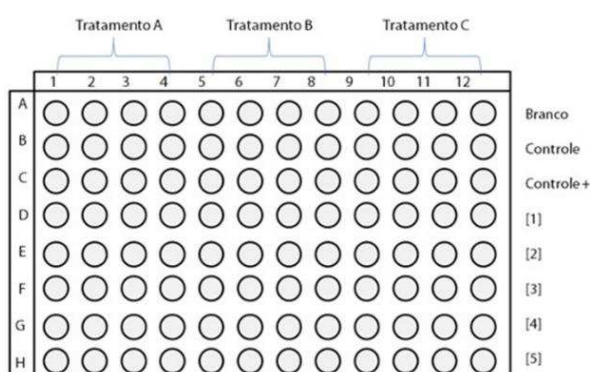 Tratamento A Tratamento B Tratamento C
1 2 3 4 5 6 7 8 9 10 11 12
A Branco
B Controle
C Controle +
D [1]
E [2]
F [3]
G [4]
H [5]